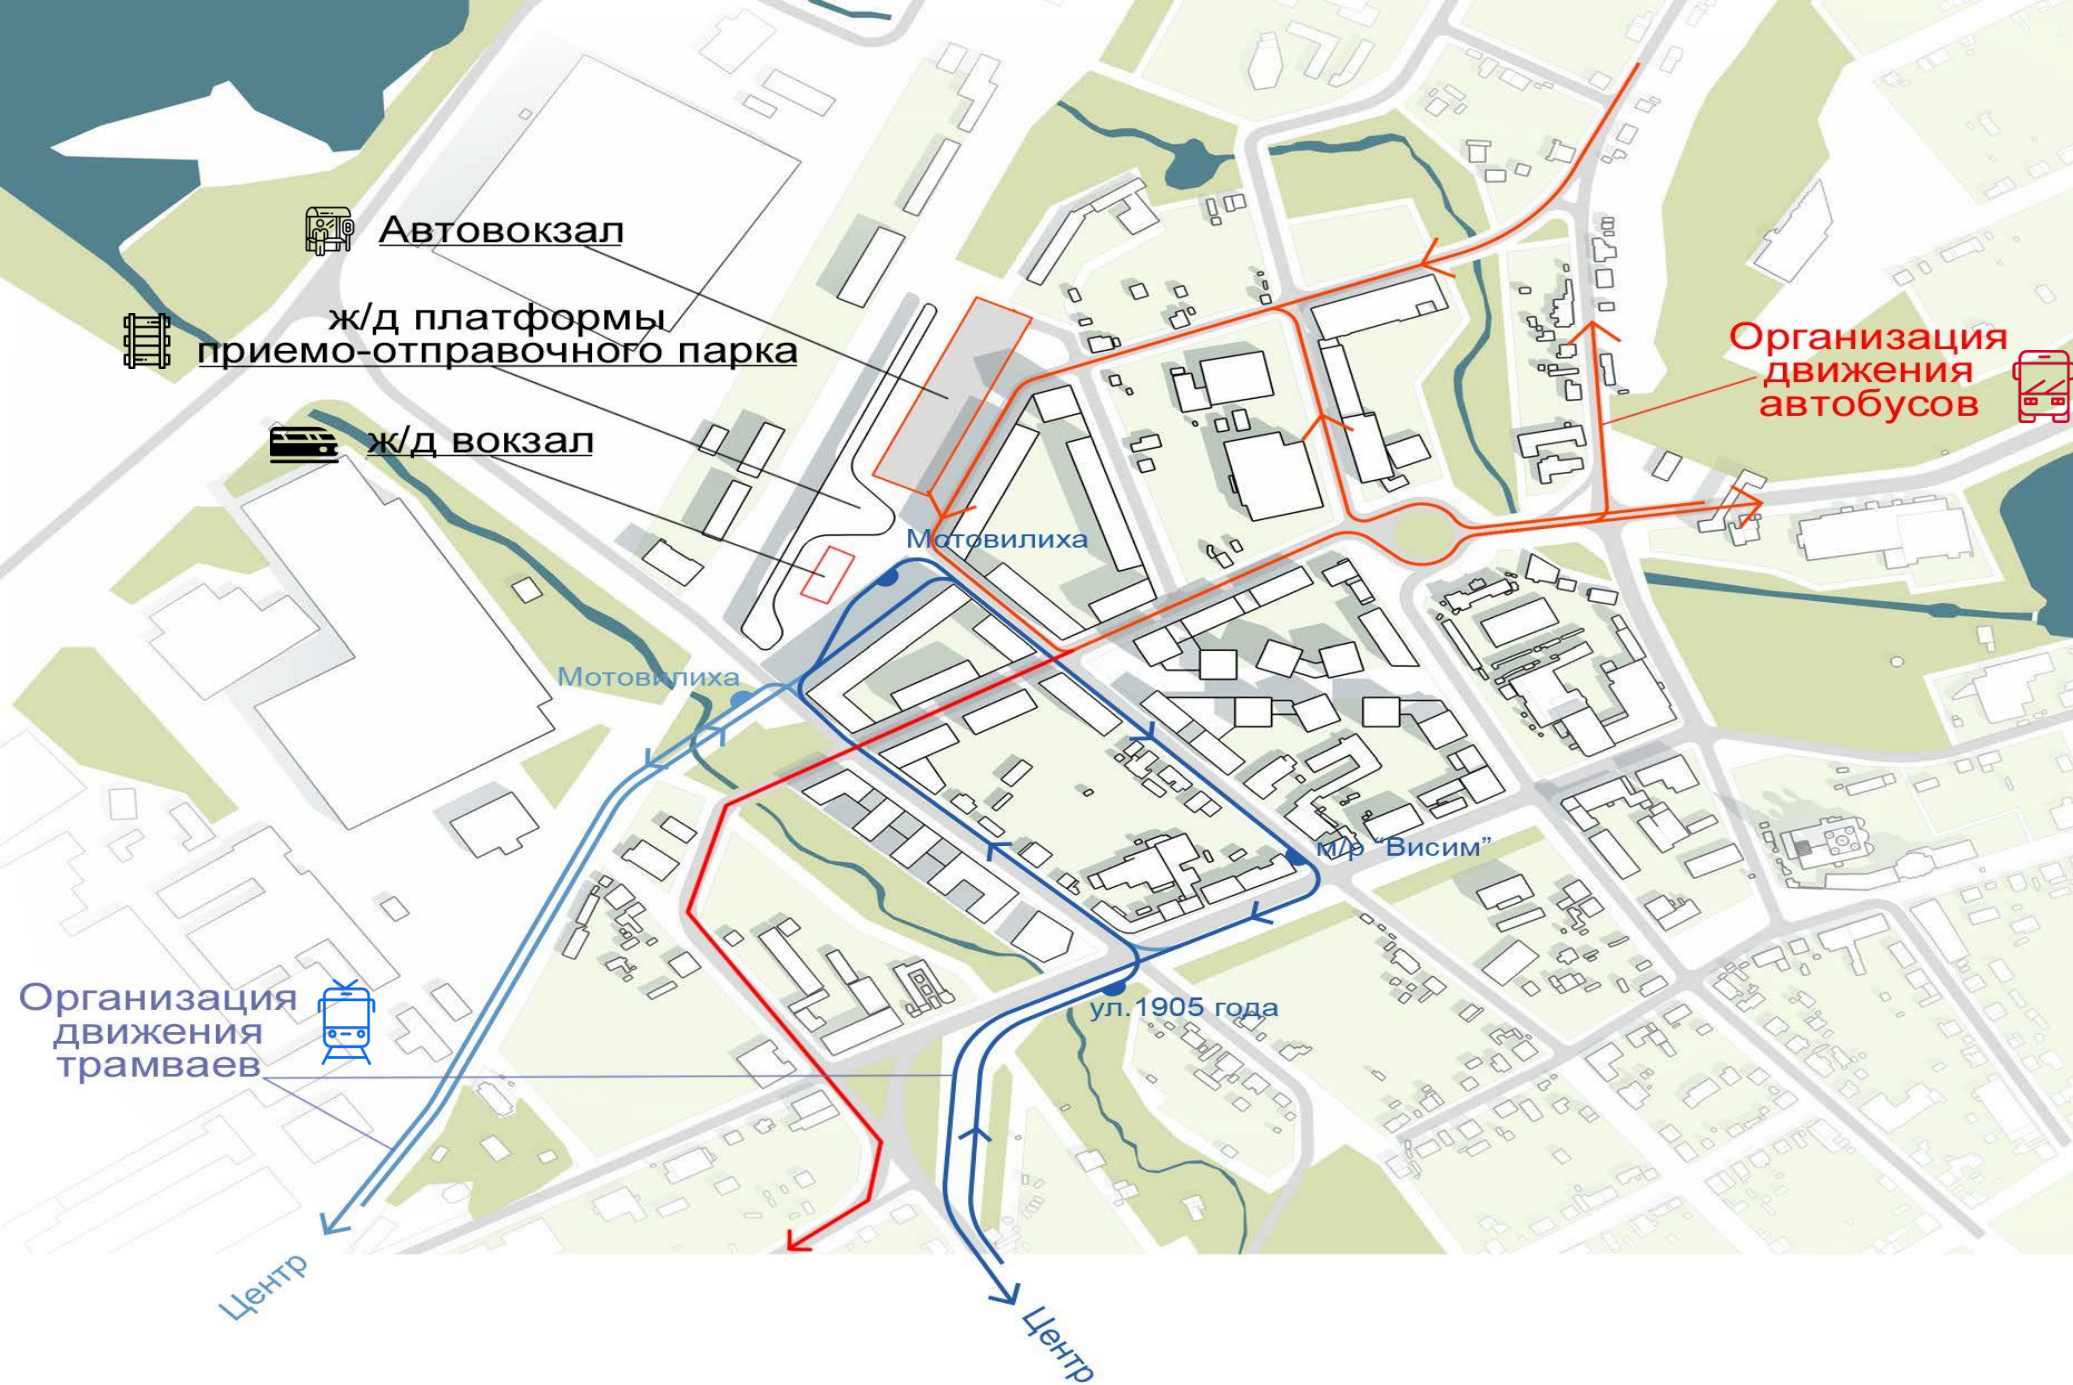 Автовокзал
ж/д платформы
приемо-отправочного парка
ж/д вокзал
Организация
движения
автобусов
Мотовилиха
Мотовилиха
м/р “Висим”
ул.1905 года
Организация
движения
трамваев
Центр
Центр